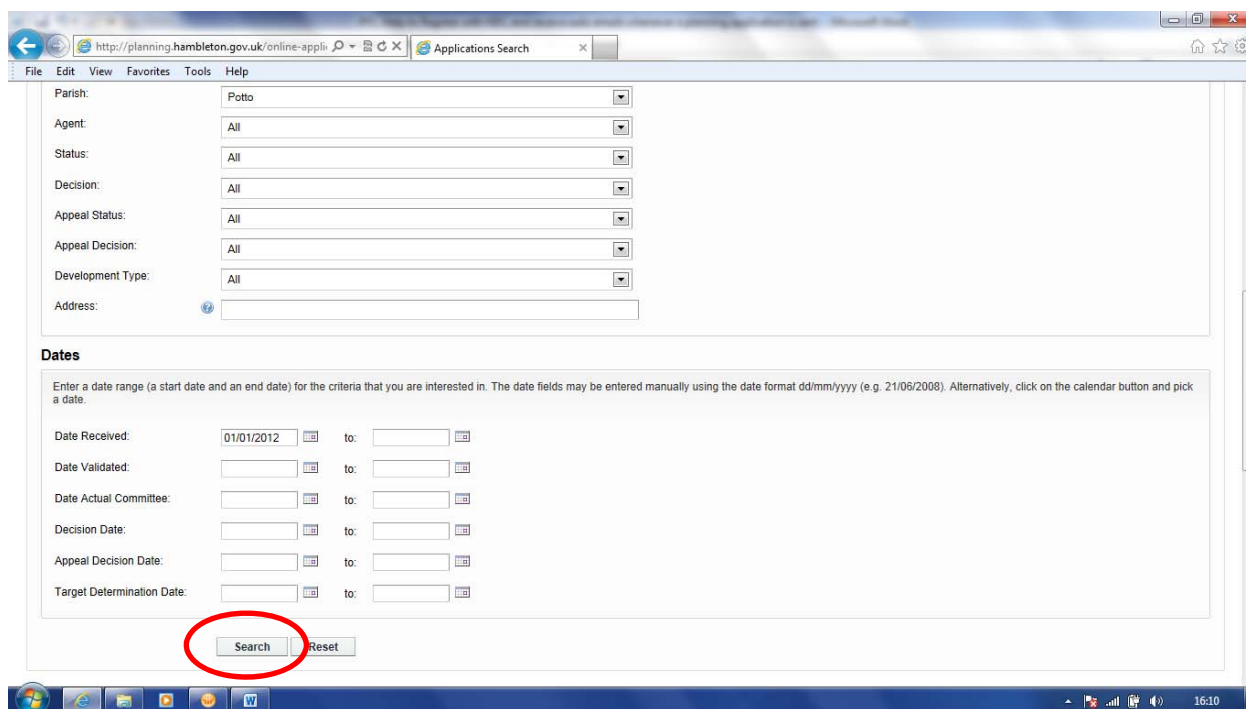 http://planning.hambleton.gov.uk/online-appli
Applications Search
File Edit View Favorites Tools Help
Parish: Potto
Agent: All
Status: All
Decision: All
Appeal Status: All
Appeal Decision: All
Development Type: All
Address:
Dates
Enter a date range (a start date and an end date) for the criteria that you are interested in. The date fields may be entered manually using the date format dd/mm/yyyy (e.g. 21/06/2008). Alternatively, click on the calendar button and pick
a date.
Date Received: 01/01/2012 to:
Date Validated: to:
Date Actual Committee: to:
Decision Date: to:
Appeal Decision Date: to:
Target Determination Date: to:
Search Reset
16:10